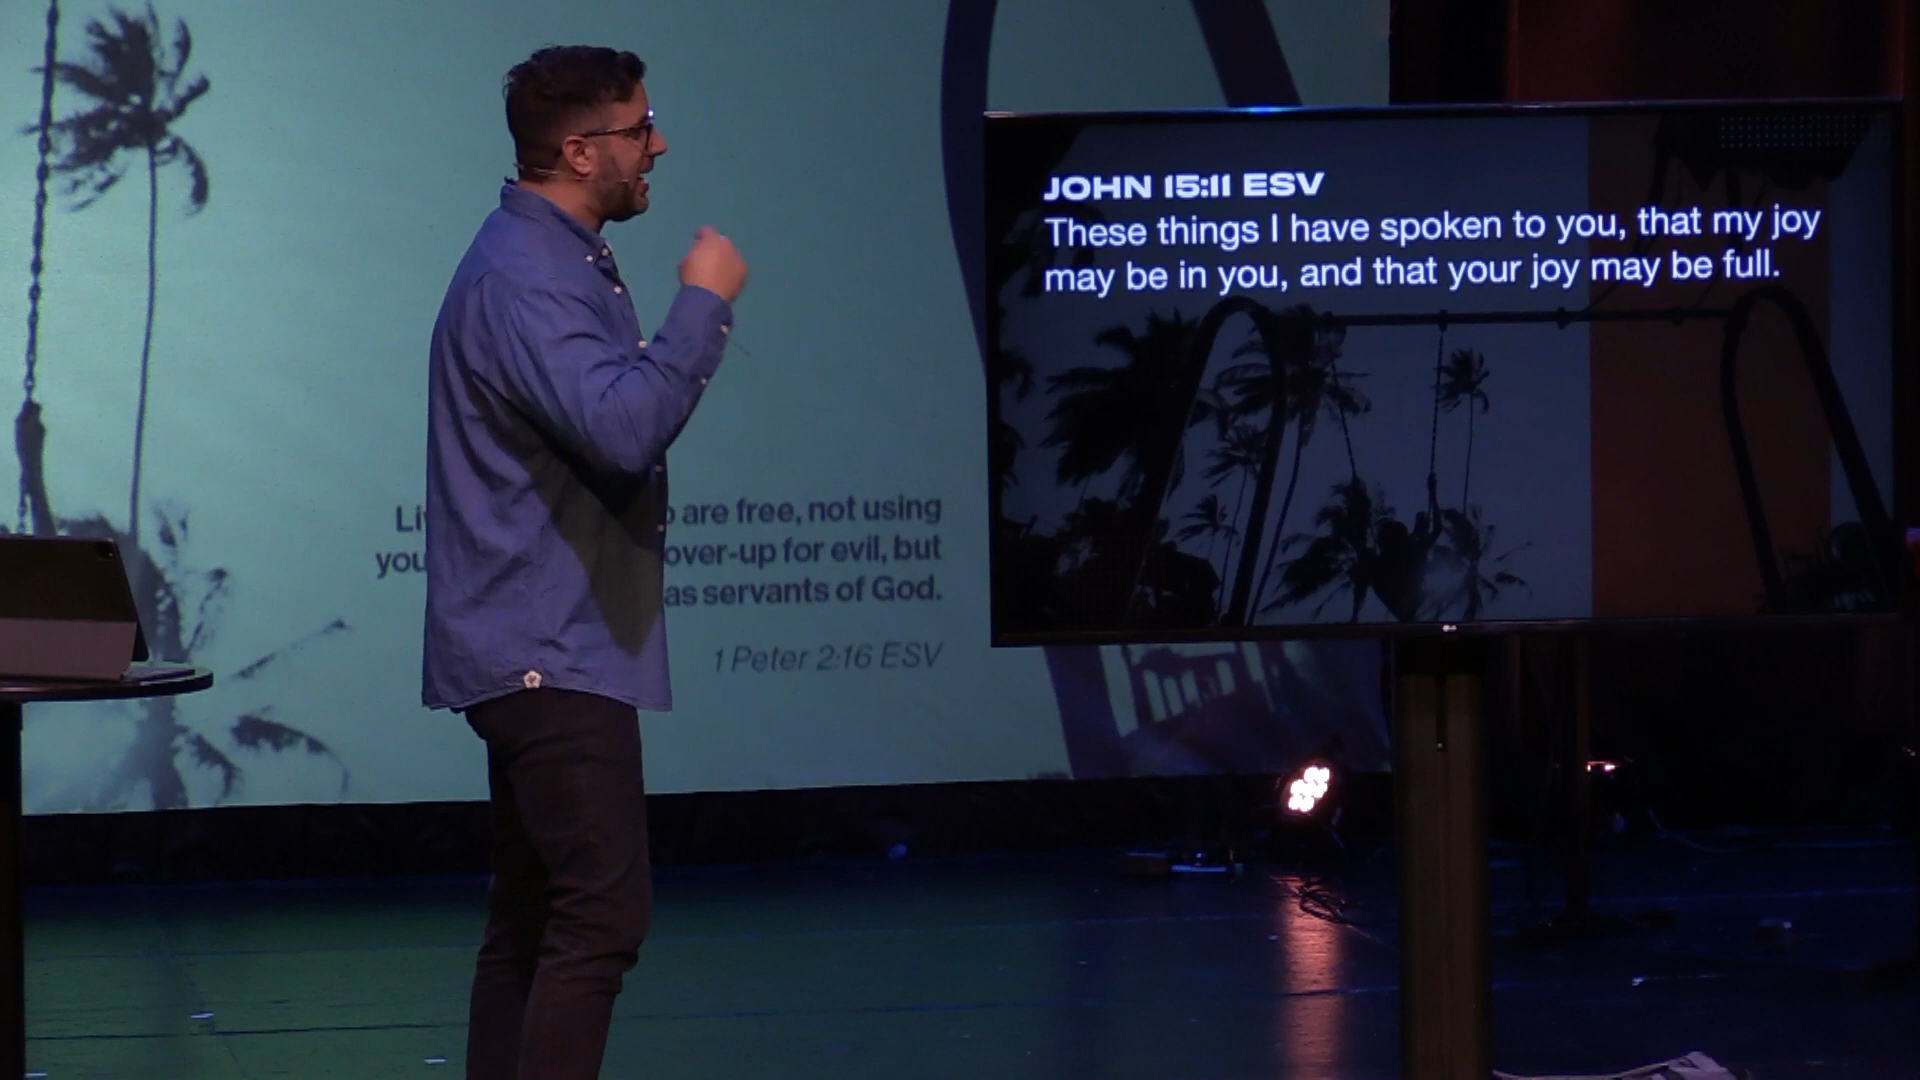 JOHN 15:11 ESV
These things I have spoken to you, that my joy
may be in you, and that your joy may be full.
are free, not using
over-up for evil, but
as servants of God.
1 Peter 2:16 ESV